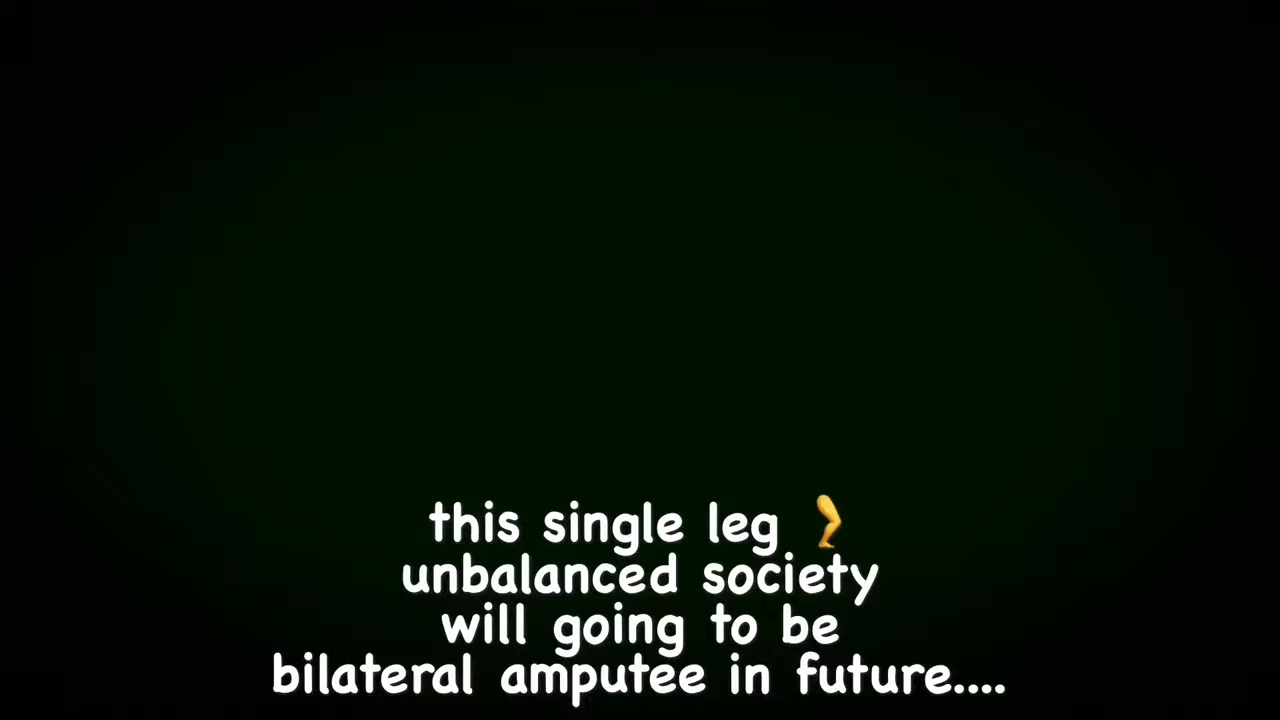 this single leg 🦵
unbalanced society
will going to be
bilateral amputee in future....